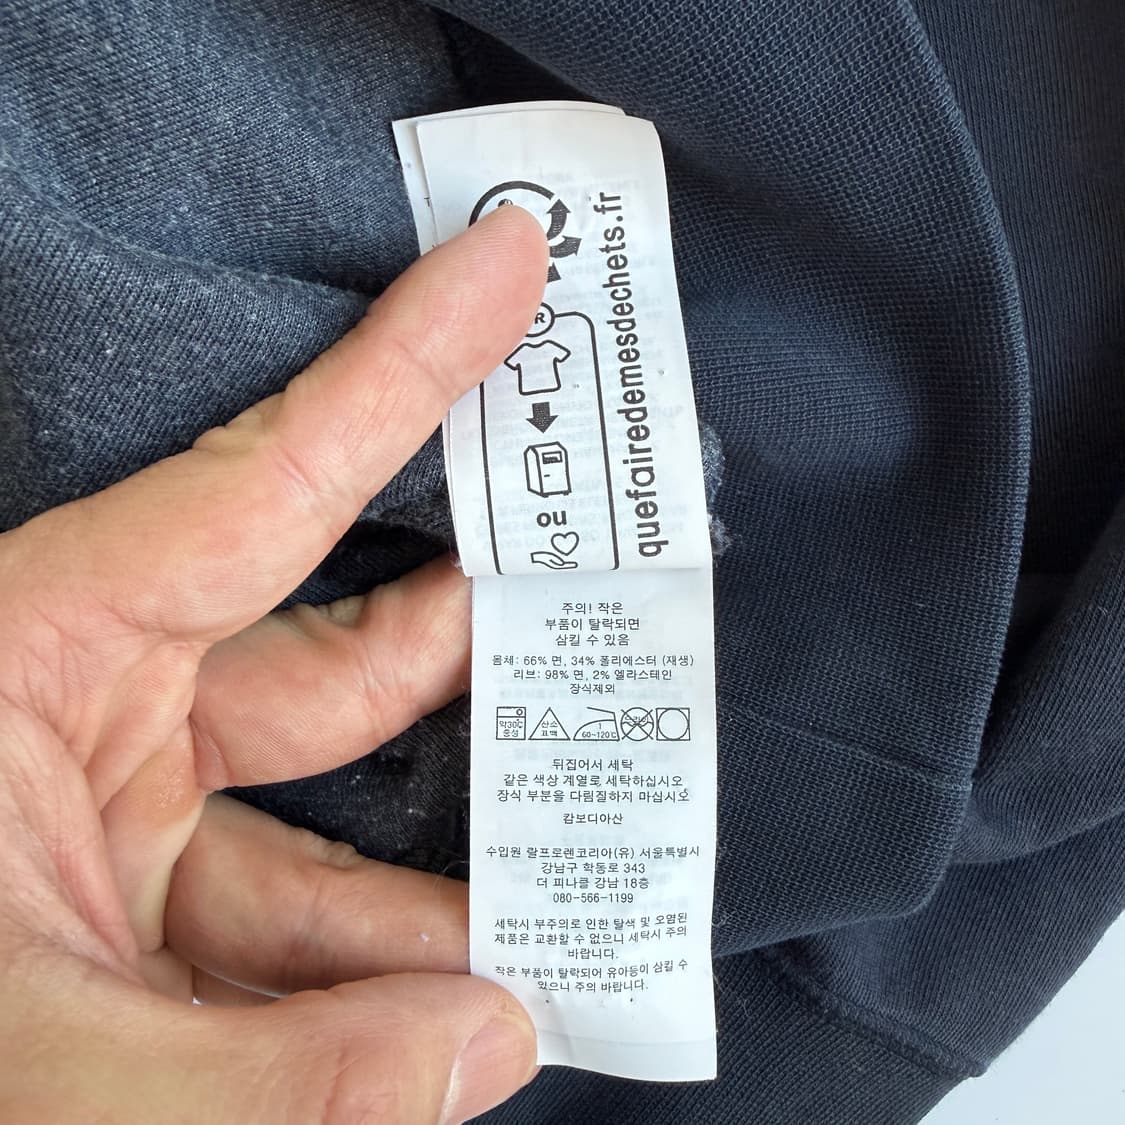 quefairedemesdechets.fr
R
ou
주의! 작은
부품이 탈락되면
삼킬 수 있음
몸체: 66% 면, 34% 폴리에스터 (재생)
리브: 98% 면, 2% 엘라스테인
장식제외
약30℃
중성
산소
표백
1
60~120℃
드라이
뒤집어서 세탁
같은 색상 계열로 세탁하십시오
장식 부분을 다림질하지 마십시오
캄보디아산
수입원 랄프로렌코리아(유) 서울특별시
강남구 학동로 343
더 피나클 강남 18층
080-566-1199
세탁시 부주의로 인한 탈색 및 오염된
제품은 교환할 수 없으니 세탁시 주의
바랍니다.
작은 부품이 탈락되어 유아등이 삼킬 수
있으니 주의 바랍니다.